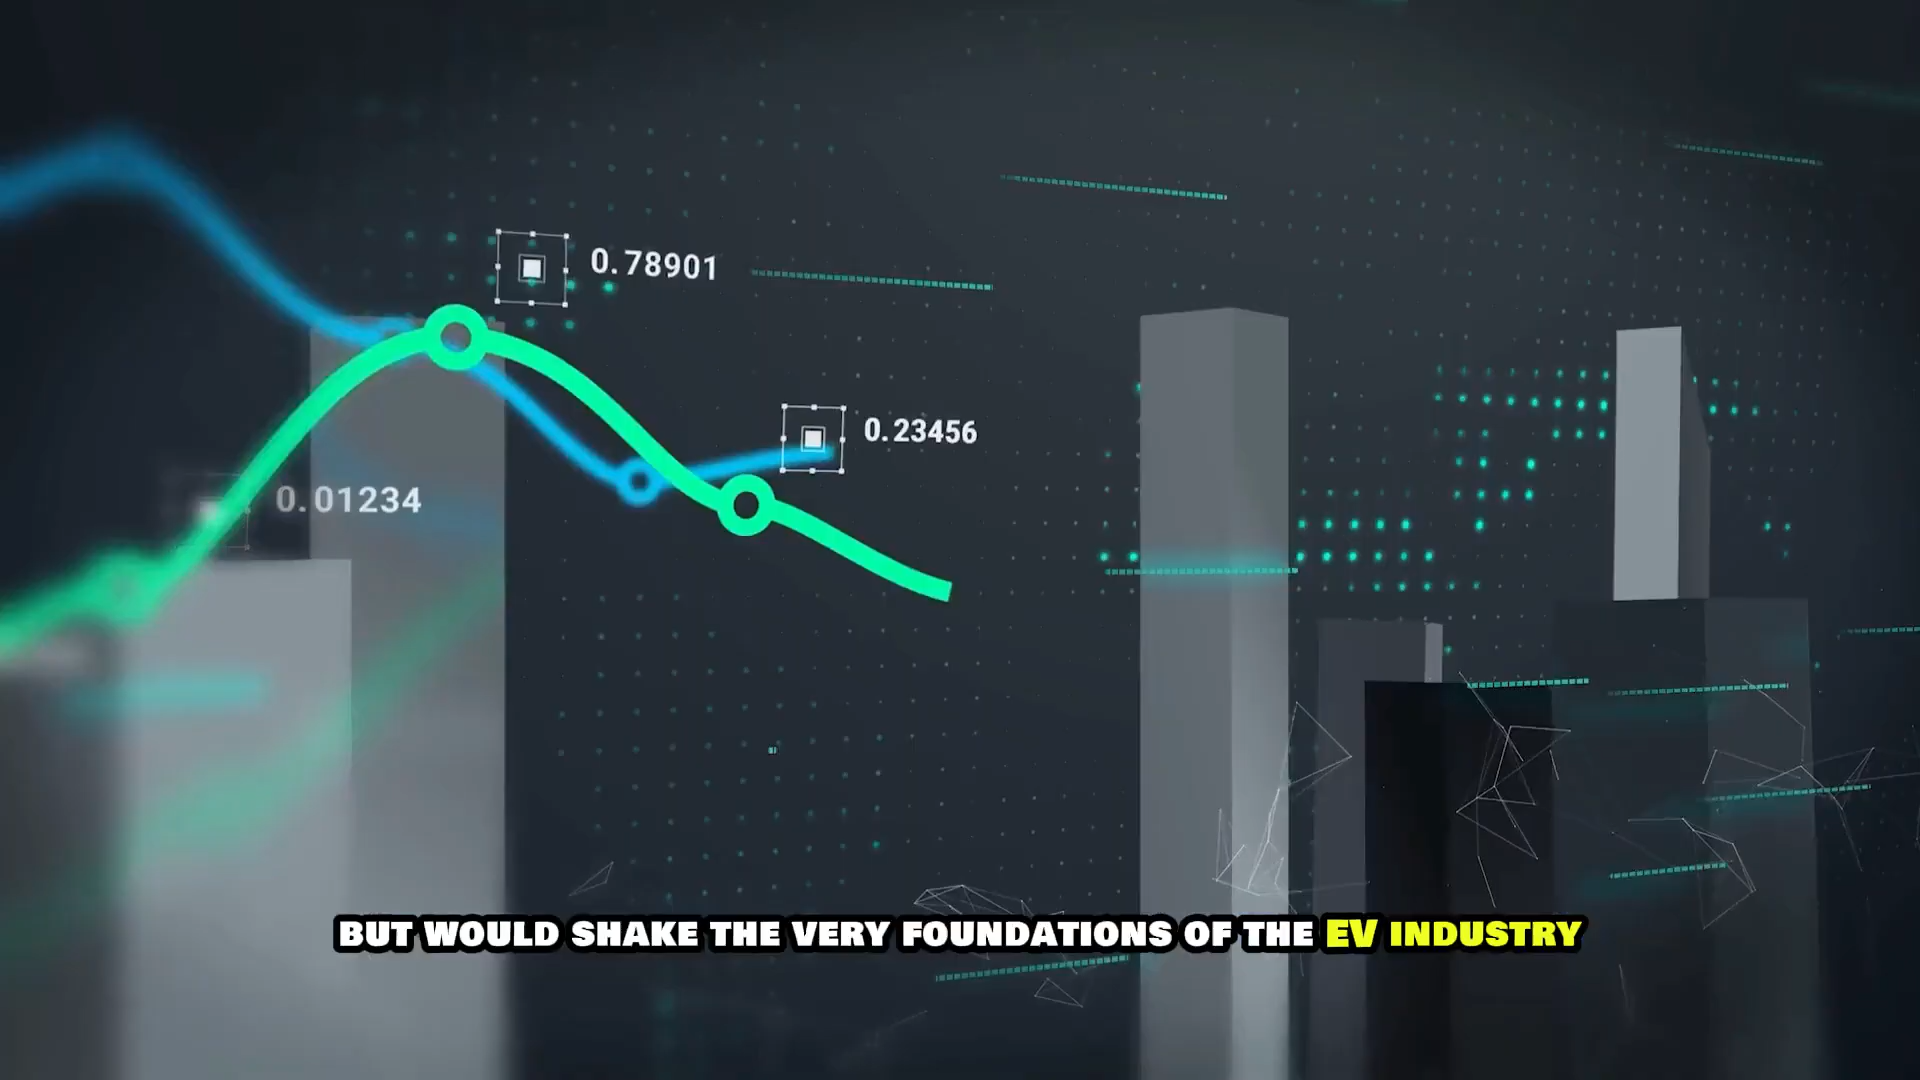 0.78901
0.23456
0.01234
BUT WOULD SHAKE THE VERY FOUNDATIONS OF THE EV INDUSTRY